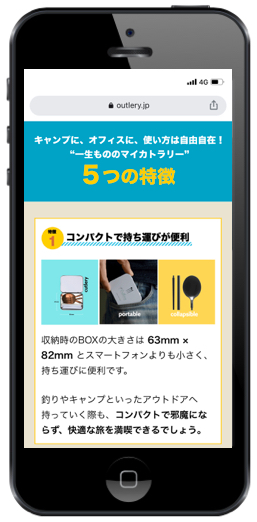 4G
outlery.jp
キャンプに、オフィスに、使い方は自由自在！
“一生もののマイカトラリー”
5つの特徴
特徴
1
コンパクトで持ち運びが便利
outlery
portable
collapsable
収納時のBOXの大きさは 63mm ×
82mm とスマートフォンよりも小さく、
持ち運びに便利です。
釣りやキャンプといったアウトドアへ
持っていく際も、コンパクトで邪魔にな
らず、快適な旅を満喫できるでしょう。